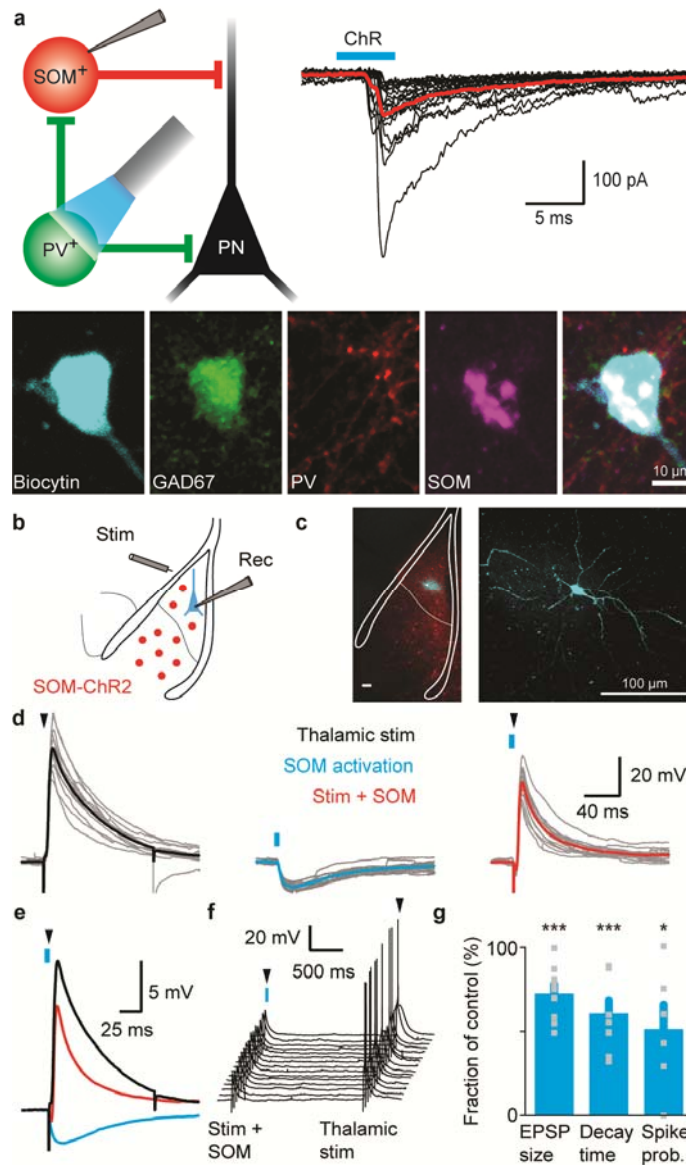 a
ChR
SOM+
PV+
PN
100 pA
5 ms
Biocytin
GAD67
PV
SOM
10 µm
b
Stim
Rec
SOM-ChR2
c
100 µm
d
Thalamic stim
SOM activation
Stim + SOM
20 mV
40 ms
e
5 mV
25 ms
f
20 mV
500 ms
Stim +
SOM
Thalamic
stim
g
***
***
*
Fraction of control (%)
100
0
EPSP
size
Decay
time
Spike
prob.